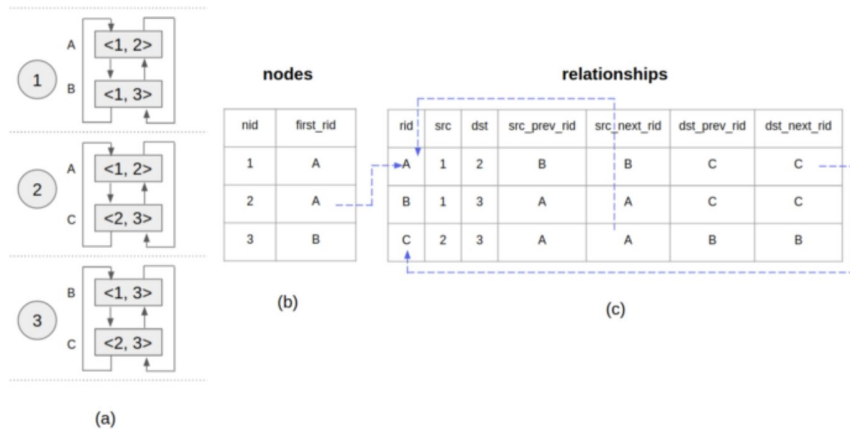 A <1, 2>
1
B <1, 3>
A <1, 2>
2
C <2, 3>
B <1, 3>
3
C <2, 3>
(a)
nodes
nid first_rid
1 A
2 A
3 B
(b)
relationships
rid src dst src_prev_rid src_next_rid dst_prev_rid dst_next_rid
A 1 2 B B C C
B 1 3 A A C C
C 2 3 A A B B
(c)